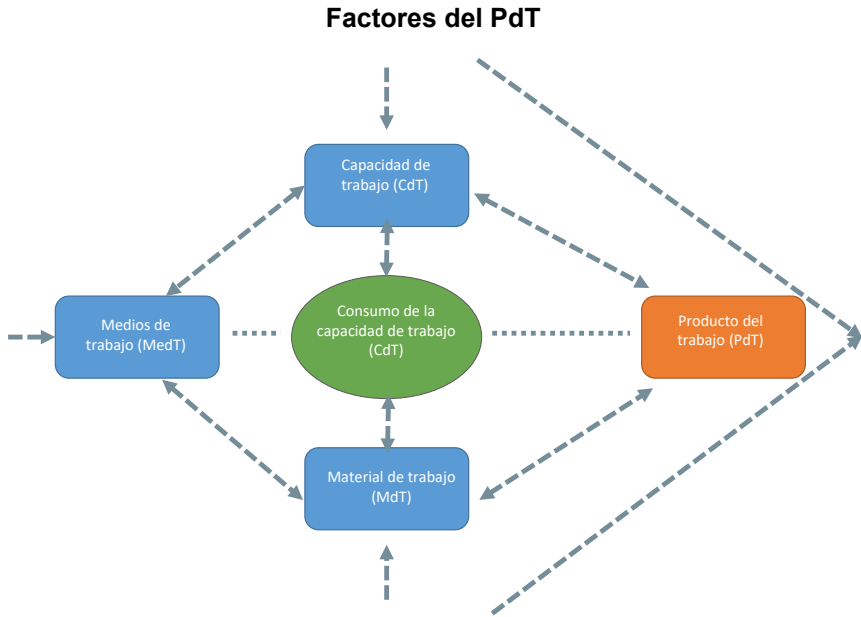 Factores del PdT
Capacidad de
trabajo (CdT)
Medios de
trabajo (MedT)
Consumo de la
capacidad de trabajo
(CdT)
Producto del
trabajo (PdT)
Material de trabajo
(MdT)